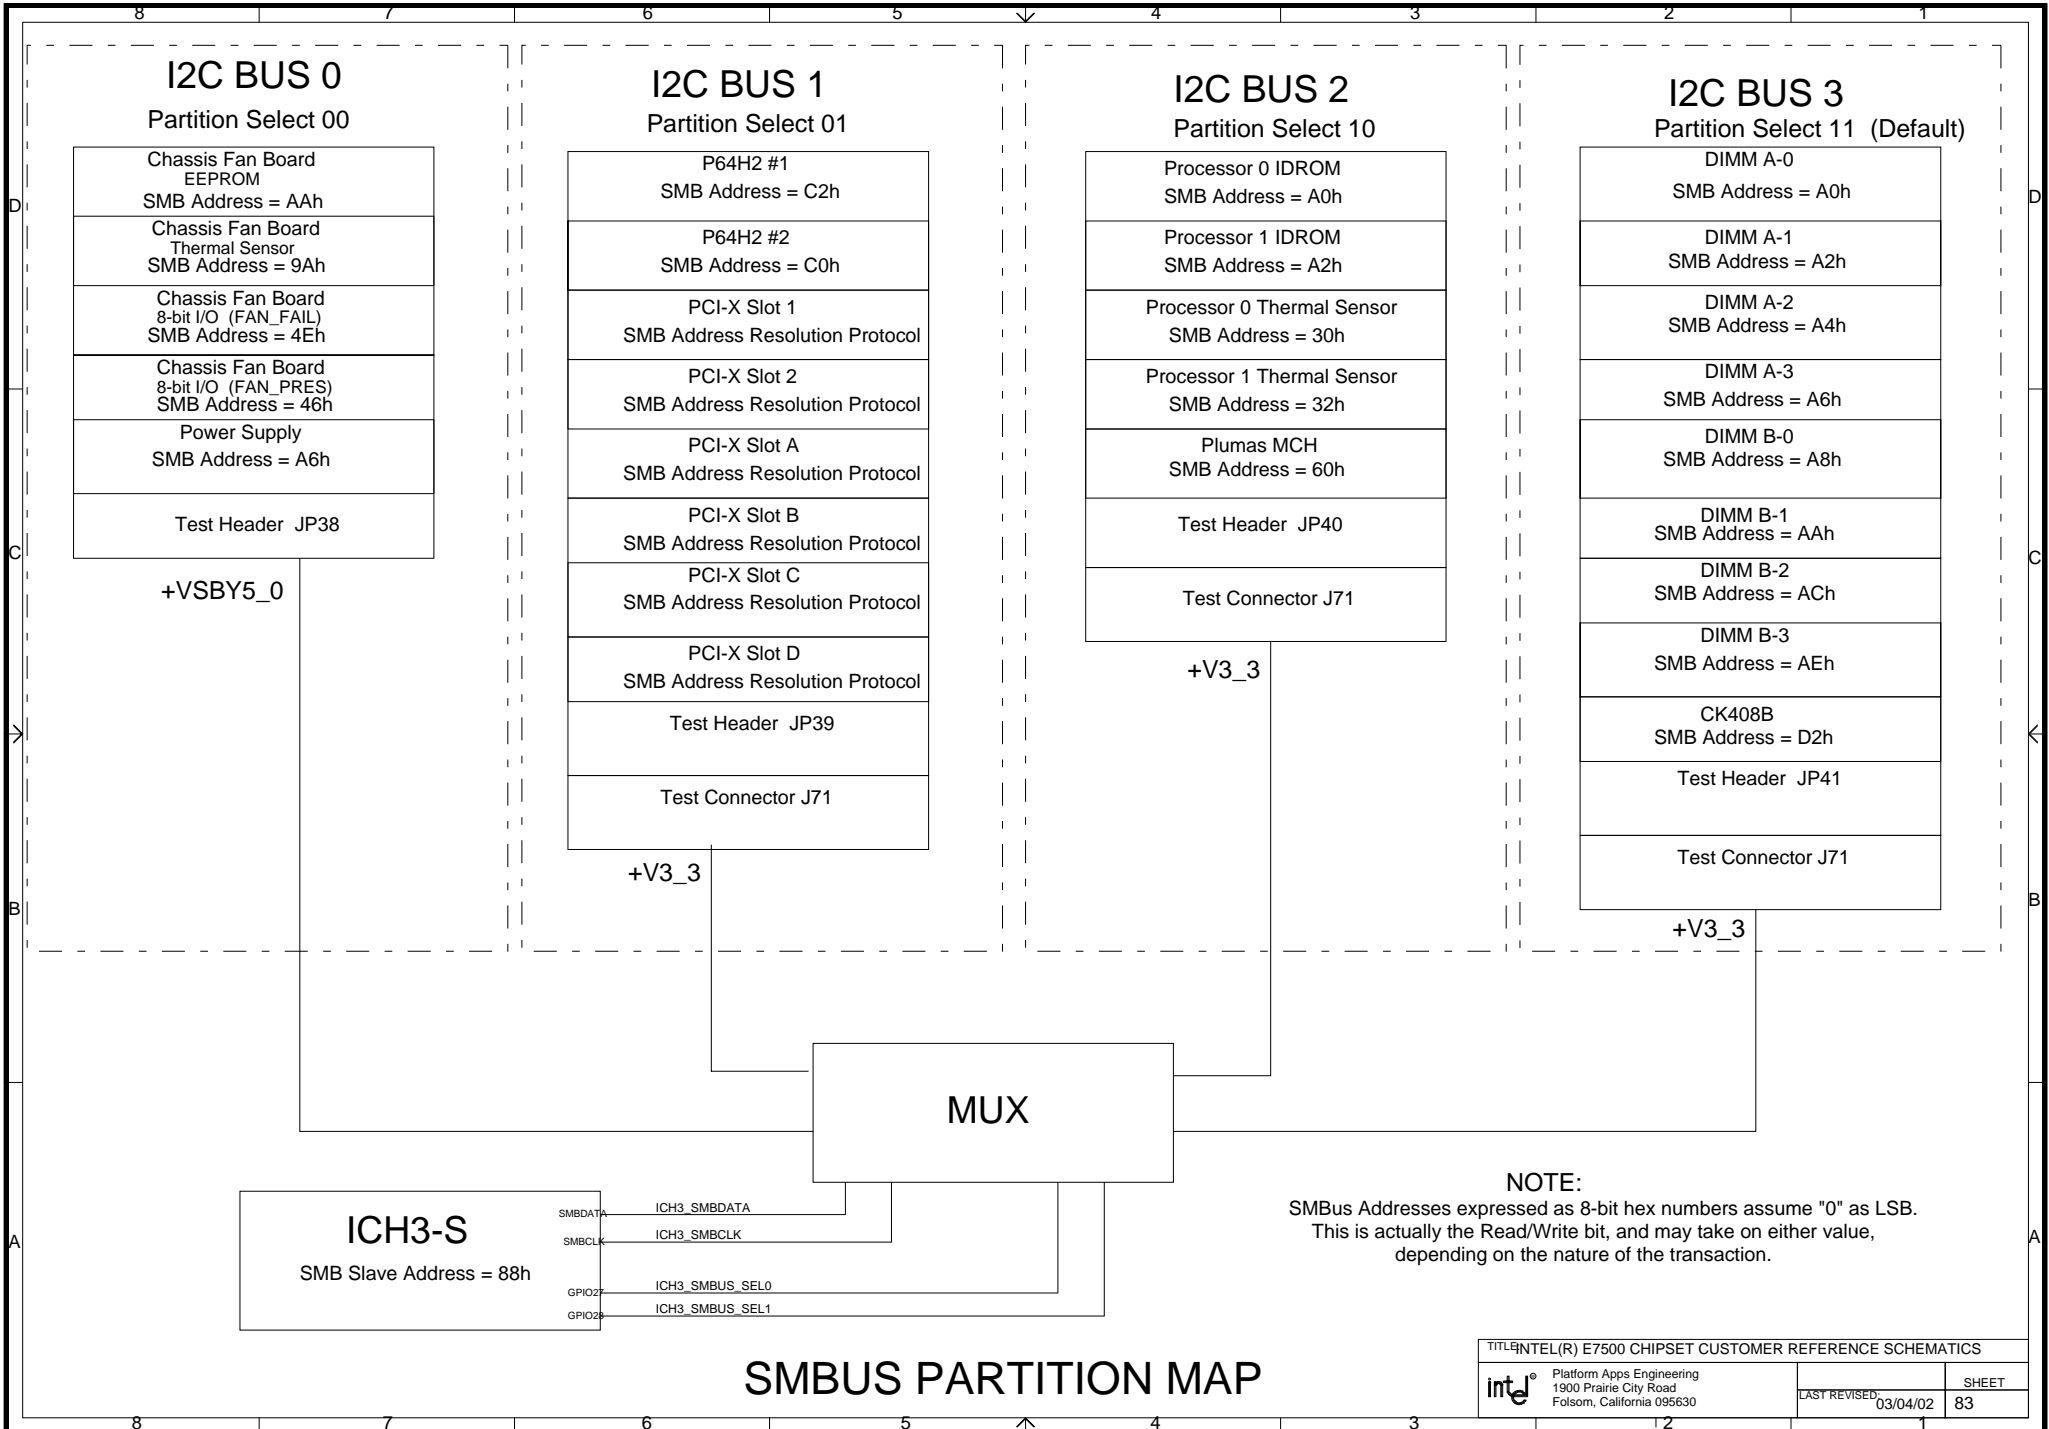 8 7 6 5 4 3 2 1
I2C BUS 0
Partition Select 00
Chassis Fan Board
EEPROM
SMB Address = AAh
Chassis Fan Board
Thermal Sensor
SMB Address = 9Ah
Chassis Fan Board
8-bit I/O (FAN_FAIL)
SMB Address = 4Eh
Chassis Fan Board
8-bit I/O (FAN_PRES)
SMB Address = 46h
Power Supply
SMB Address = A6h
Test Header JP38
+VSBY5_0
I2C BUS 1
Partition Select 01
P64H2 #1
SMB Address = C2h
P64H2 #2
SMB Address = C0h
PCI-X Slot 1
SMB Address Resolution Protocol
PCI-X Slot 2
SMB Address Resolution Protocol
PCI-X Slot A
SMB Address Resolution Protocol
PCI-X Slot B
SMB Address Resolution Protocol
PCI-X Slot C
SMB Address Resolution Protocol
PCI-X Slot D
SMB Address Resolution Protocol
Test Header JP39
Test Connector J71
+V3_3
I2C BUS 2
Partition Select 10
Processor 0 IDROM
SMB Address = A0h
Processor 1 IDROM
SMB Address = A2h
Processor 0 Thermal Sensor
SMB Address = 30h
Processor 1 Thermal Sensor
SMB Address = 32h
Plumas MCH
SMB Address = 60h
Test Header JP40
Test Connector J71
+V3_3
I2C BUS 3
Partition Select 11 (Default)
DIMM A-0
SMB Address = A0h
DIMM A-1
SMB Address = A2h
DIMM A-2
SMB Address = A4h
DIMM A-3
SMB Address = A6h
DIMM B-0
SMB Address = A8h
DIMM B-1
SMB Address = AAh
DIMM B-2
SMB Address = ACh
DIMM B-3
SMB Address = AEh
CK408B
SMB Address = D2h
Test Header JP41
Test Connector J71
+V3_3
D
D
C
C
B
B
A
A
MUX
ICH3-S
SMB Slave Address = 88h
SMBDATA
SMBCLK
GPIO27
GPIO28
ICH3_SMBDATA
ICH3_SMBCLK
ICH3_SMBUS_SEL0
ICH3_SMBUS_SEL1
NOTE:
SMBus Addresses expressed as 8-bit hex numbers assume "0" as LSB.
This is actually the Read/Write bit, and may take on either value,
depending on the nature of the transaction.
SMBUS PARTITION MAP
TITLE INTEL(R) E7500 CHIPSET CUSTOMER REFERENCE SCHEMATICS
intel®
Platform Apps Engineering
1900 Prairie City Road
Folsom, California 095630
LAST REVISED:
03/04/02
SHEET
83
8 7 6 5 4 3 2 1